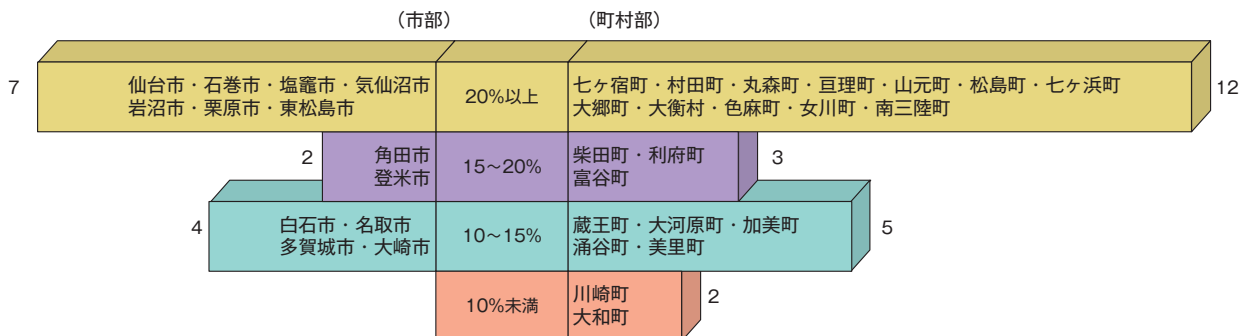 （市部） （町村部）
7 仙台市・石巻市・塩竈市・気仙沼市 20%以上 七ヶ宿町・村田町・丸森町・亘理町・山元町・松島町・七ヶ浜町 12
岩沼市・栗原市・東松島市 大郷町・大衡村・色麻町・女川町・南三陸町
2 角田市 15～20% 柴田町・利府町 3
登米市 富谷町
4 白石市・名取市 10～15% 蔵王町・大河原町・加美町 5
多賀城市・大崎市 涌谷町・美里町
10%未満 川崎町 2
大和町